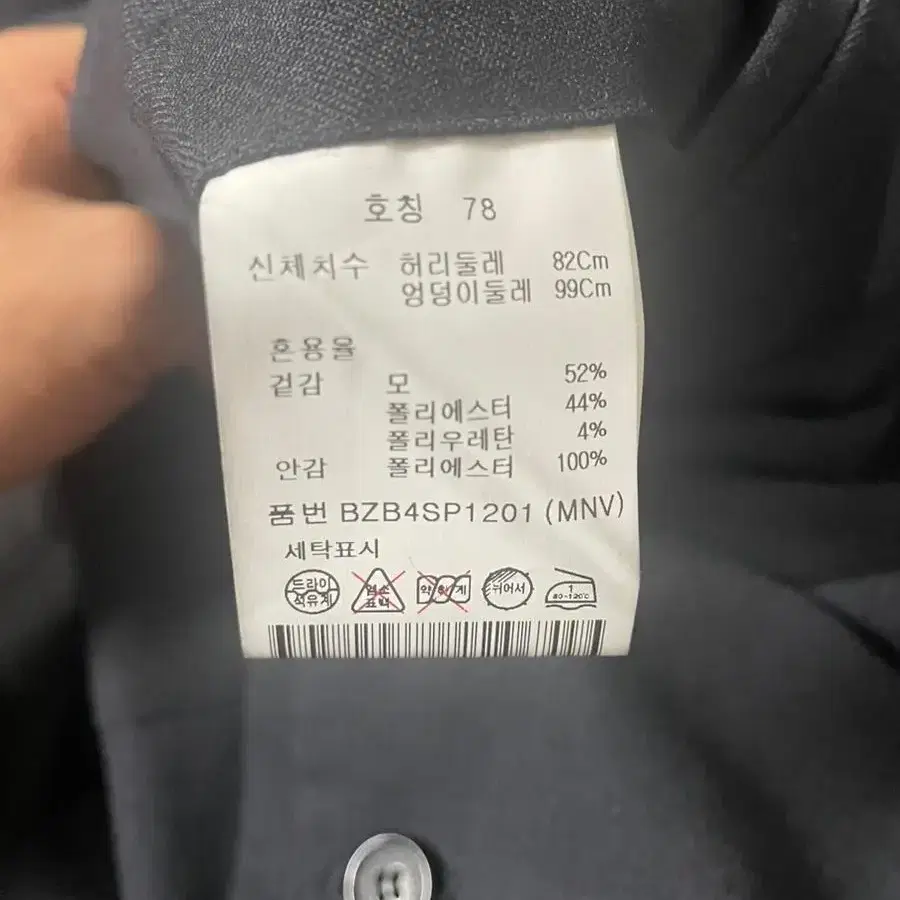 호칭 78
신체치수 허리둘레 82Cm
엉덩이둘레 99Cm
혼용율
겉감 모 52%
폴리에스터 44%
폴리우레탄 4%
안감 폴리에스터 100%
품번 BZB4SP1201 (MNV)
세탁표시
드라이 염소 약하게 뉘어서 1
석유계 표백 80~120℃